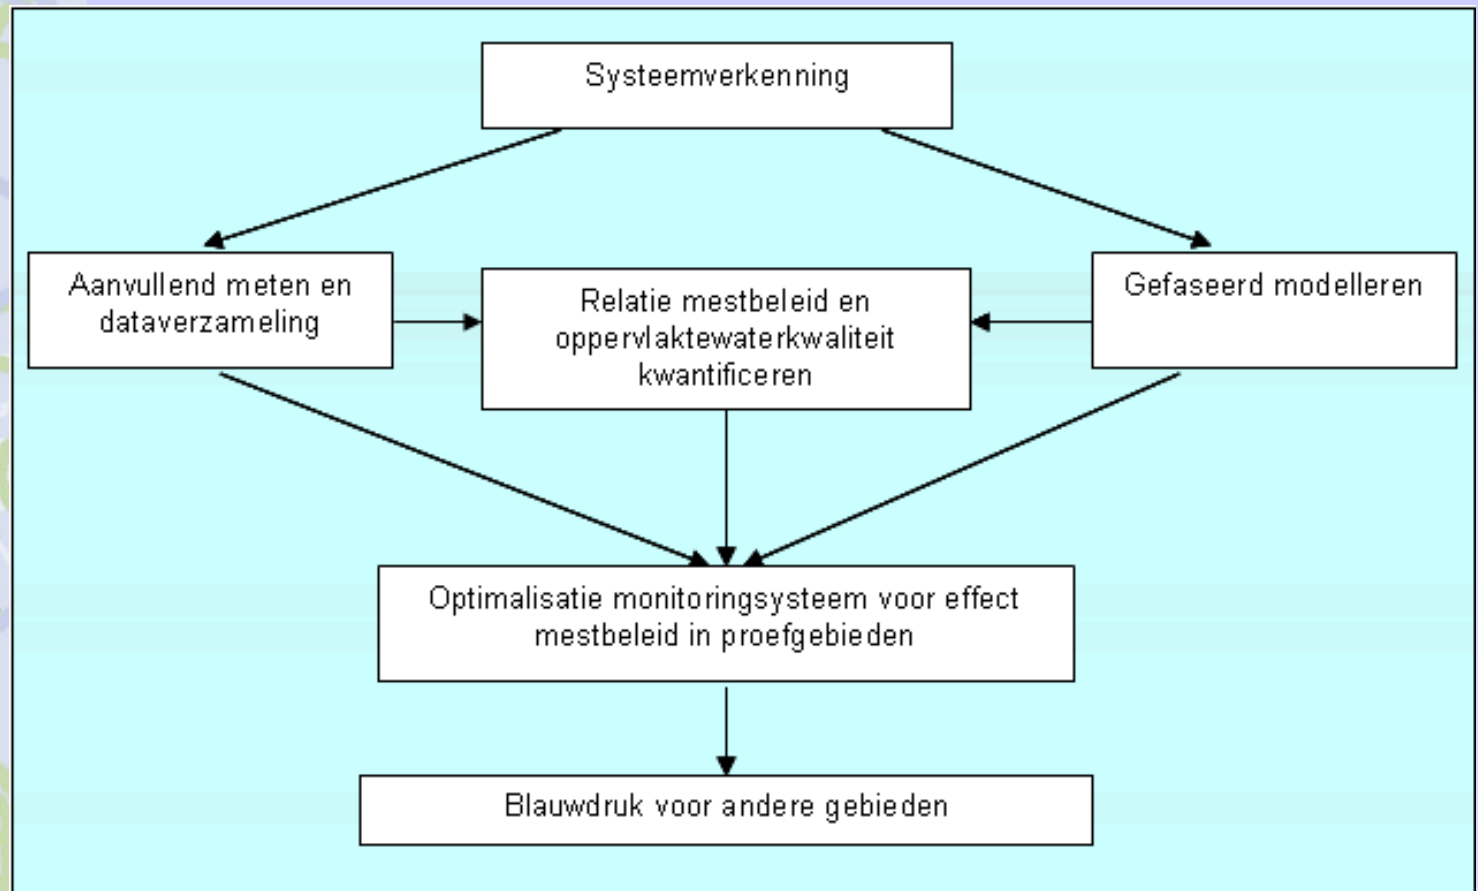 Systeemverkenning
Aanvullend meten en
dataverzameling
Relatie mestbeleid en
oppervlaktewaterkwaliteit
kwantificeren
Gefaseerd modelleren
Optimalisatie monitoringsysteem voor effect
mestbeleid in proefgebieden
Blauwdruk voor andere gebieden